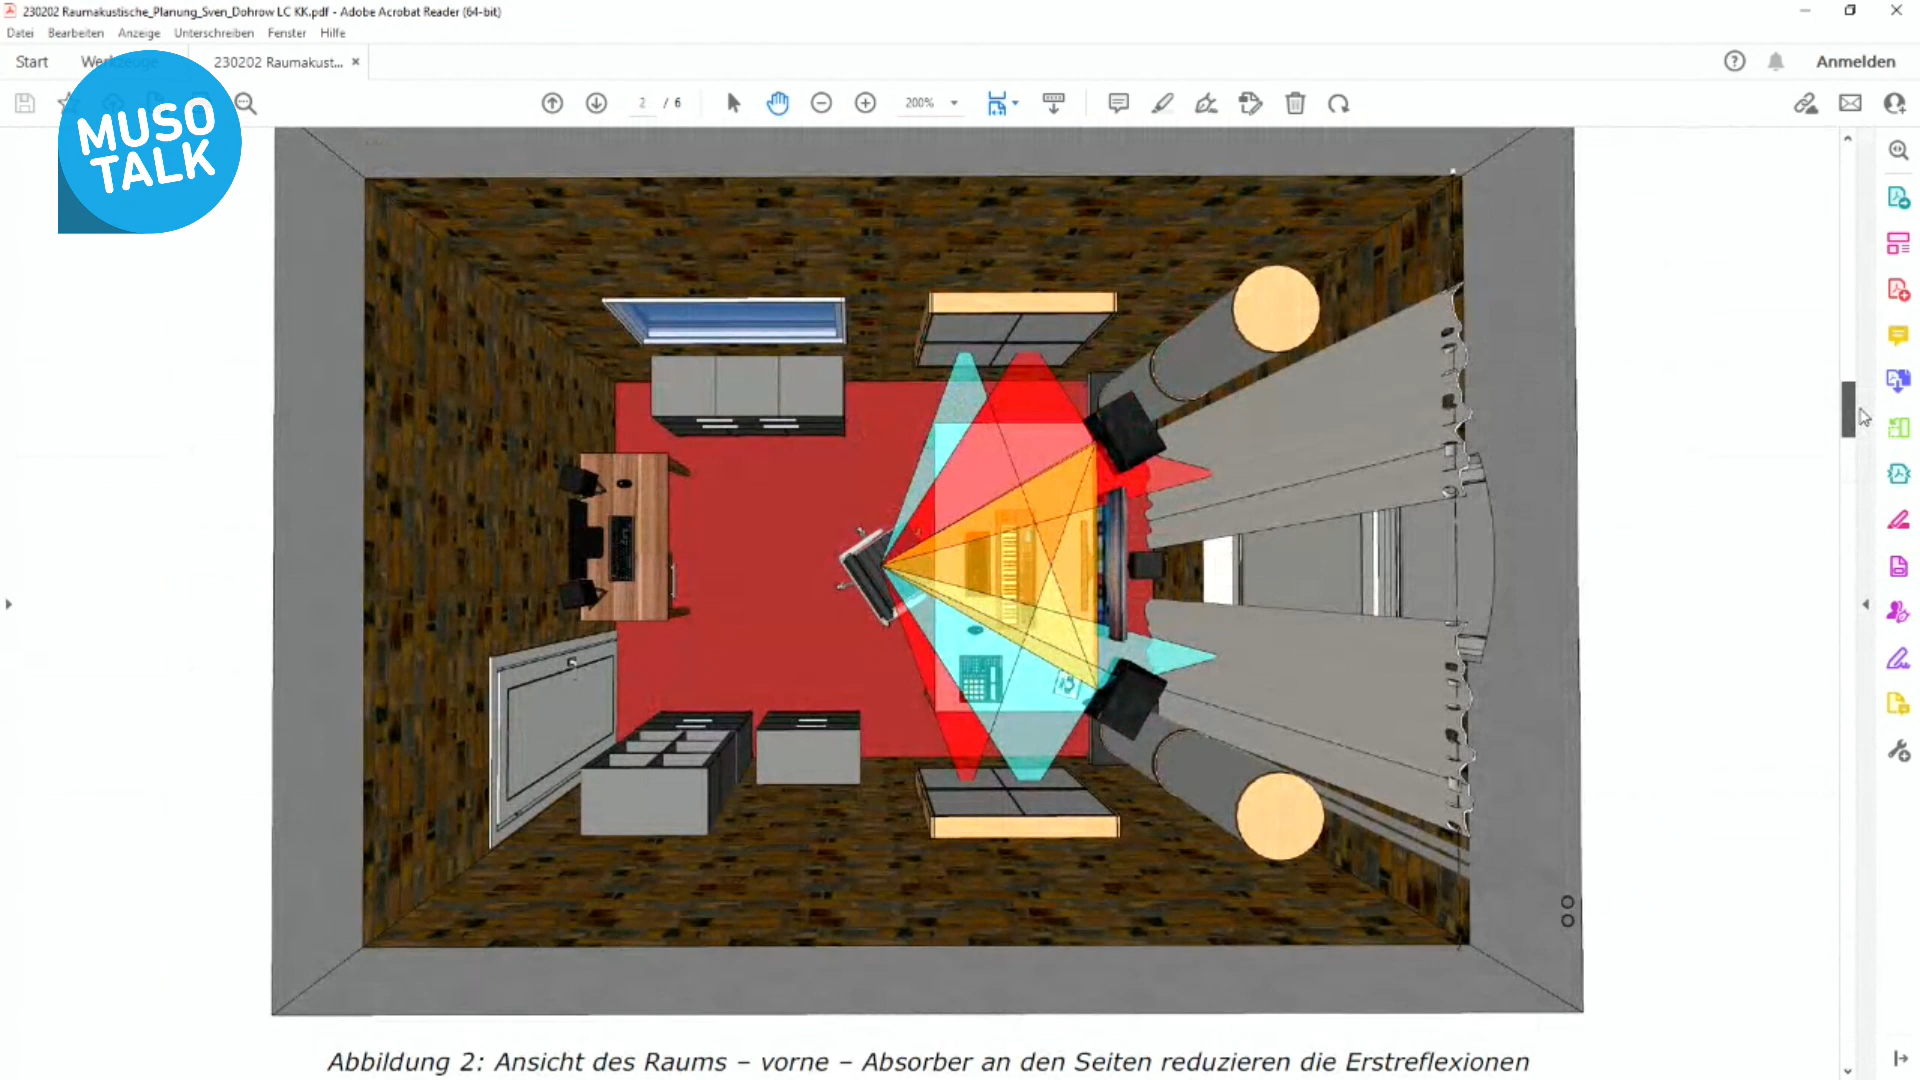 230202 Raumakustische_Planung_Sven_Dohrow LC KK.pdf - Adobe Acrobat Reader (64-bit)
Datei Bearbeiten Anzeige Unterschreiben Fenster Hilfe
Start Werkzeuge 230202 Raumakust... × Anmelden
2 / 6 200%
MUSO
TALK
Abbildung 2: Ansicht des Raums – vorne – Absorber an den Seiten reduzieren die Erstreflexionen